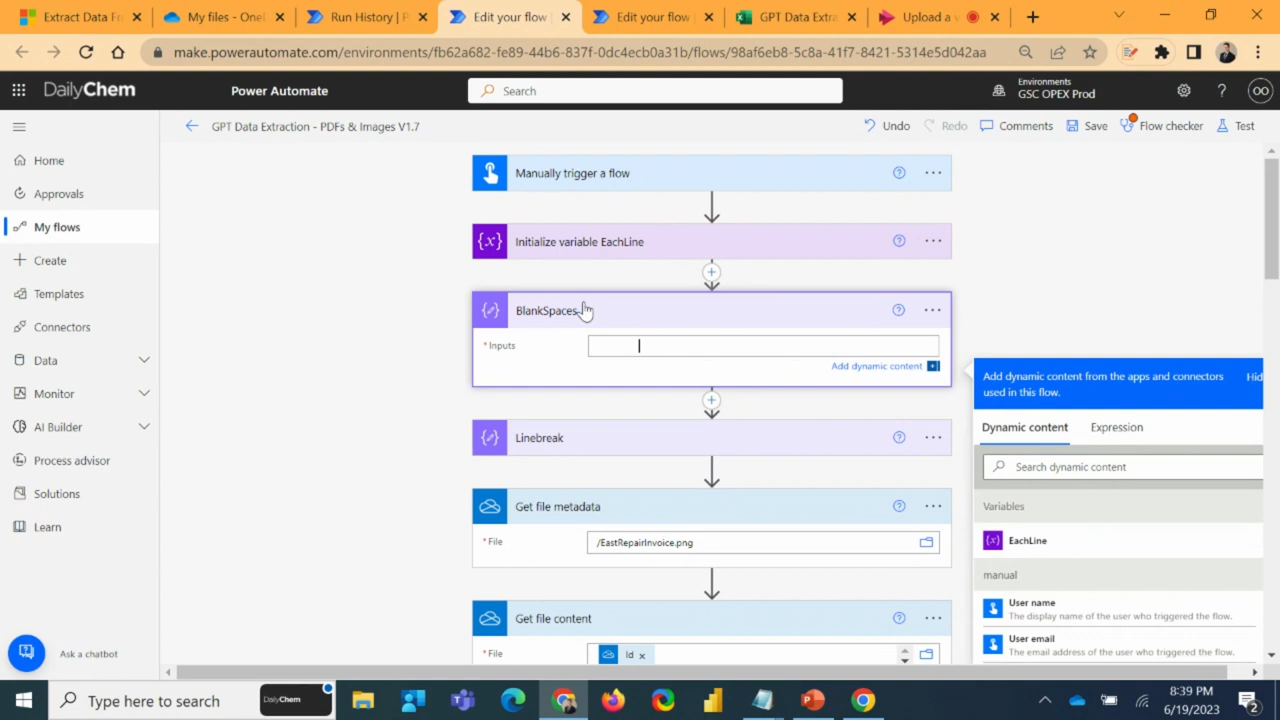 Extract Data Fr
My files - One
Run History | P
Edit your flow
Edit your flow
GPT Data Extra
Upload a v
make.powerautomate.com/environments/fb62a682-fe89-44b6-837f-0dc4ecb0a31b/flows/98af6eb8-5c8a-41f7-8421-5314e5d042aa
DailyChem
Power Automate
Search
Environments
GSC OPEX Prod
OO
GPT Data Extraction - PDFs & Images V1.7
Undo
Redo
Comments
Save
Flow checker
Test
Home
Approvals
My flows
Create
Templates
Connectors
Data
Monitor
AI Builder
Process advisor
Solutions
Learn
Ask a chatbot
Manually trigger a flow
Initialize variable EachLine
BlankSpaces
* Inputs
Add dynamic content
Linebreak
Get file metadata
* File
/EastRepairInvoice.png
Get file content
* File
Id
Add dynamic content from the apps and connectors
used in this flow.
Hid
Dynamic content
Expression
Search dynamic content
Variables
EachLine
manual
User name
The display name of the user who triggered the flow.
User email
The email address of the user who triggered the flow.
Type here to search
DailyChem
8:39 PM
6/19/2023
2